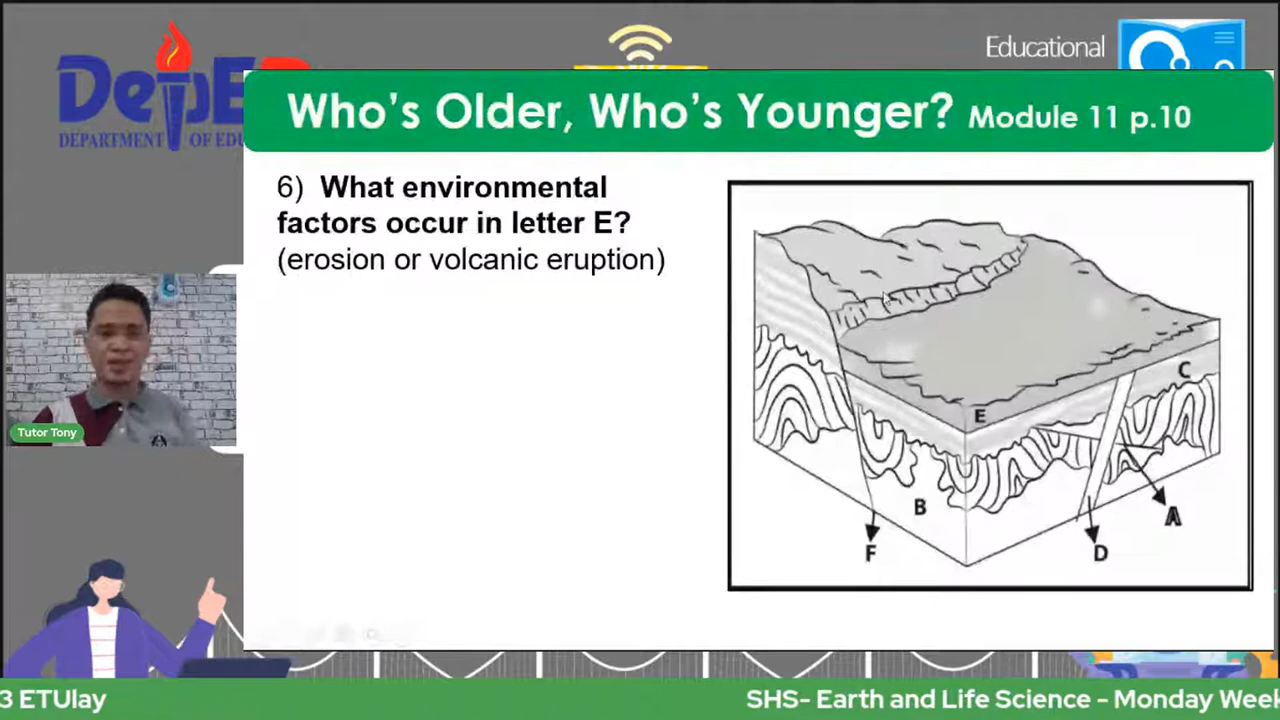 DepE
DEPARTMENT OF EDU
Educational
Who's Older, Who's Younger? Module 11 p.10
6) What environmental
factors occur in letter E?
(erosion or volcanic eruption)
C
E
B
A
F
D
Tutor Tony
3 ETUlay
SHS- Earth and Life Science - Monday Week